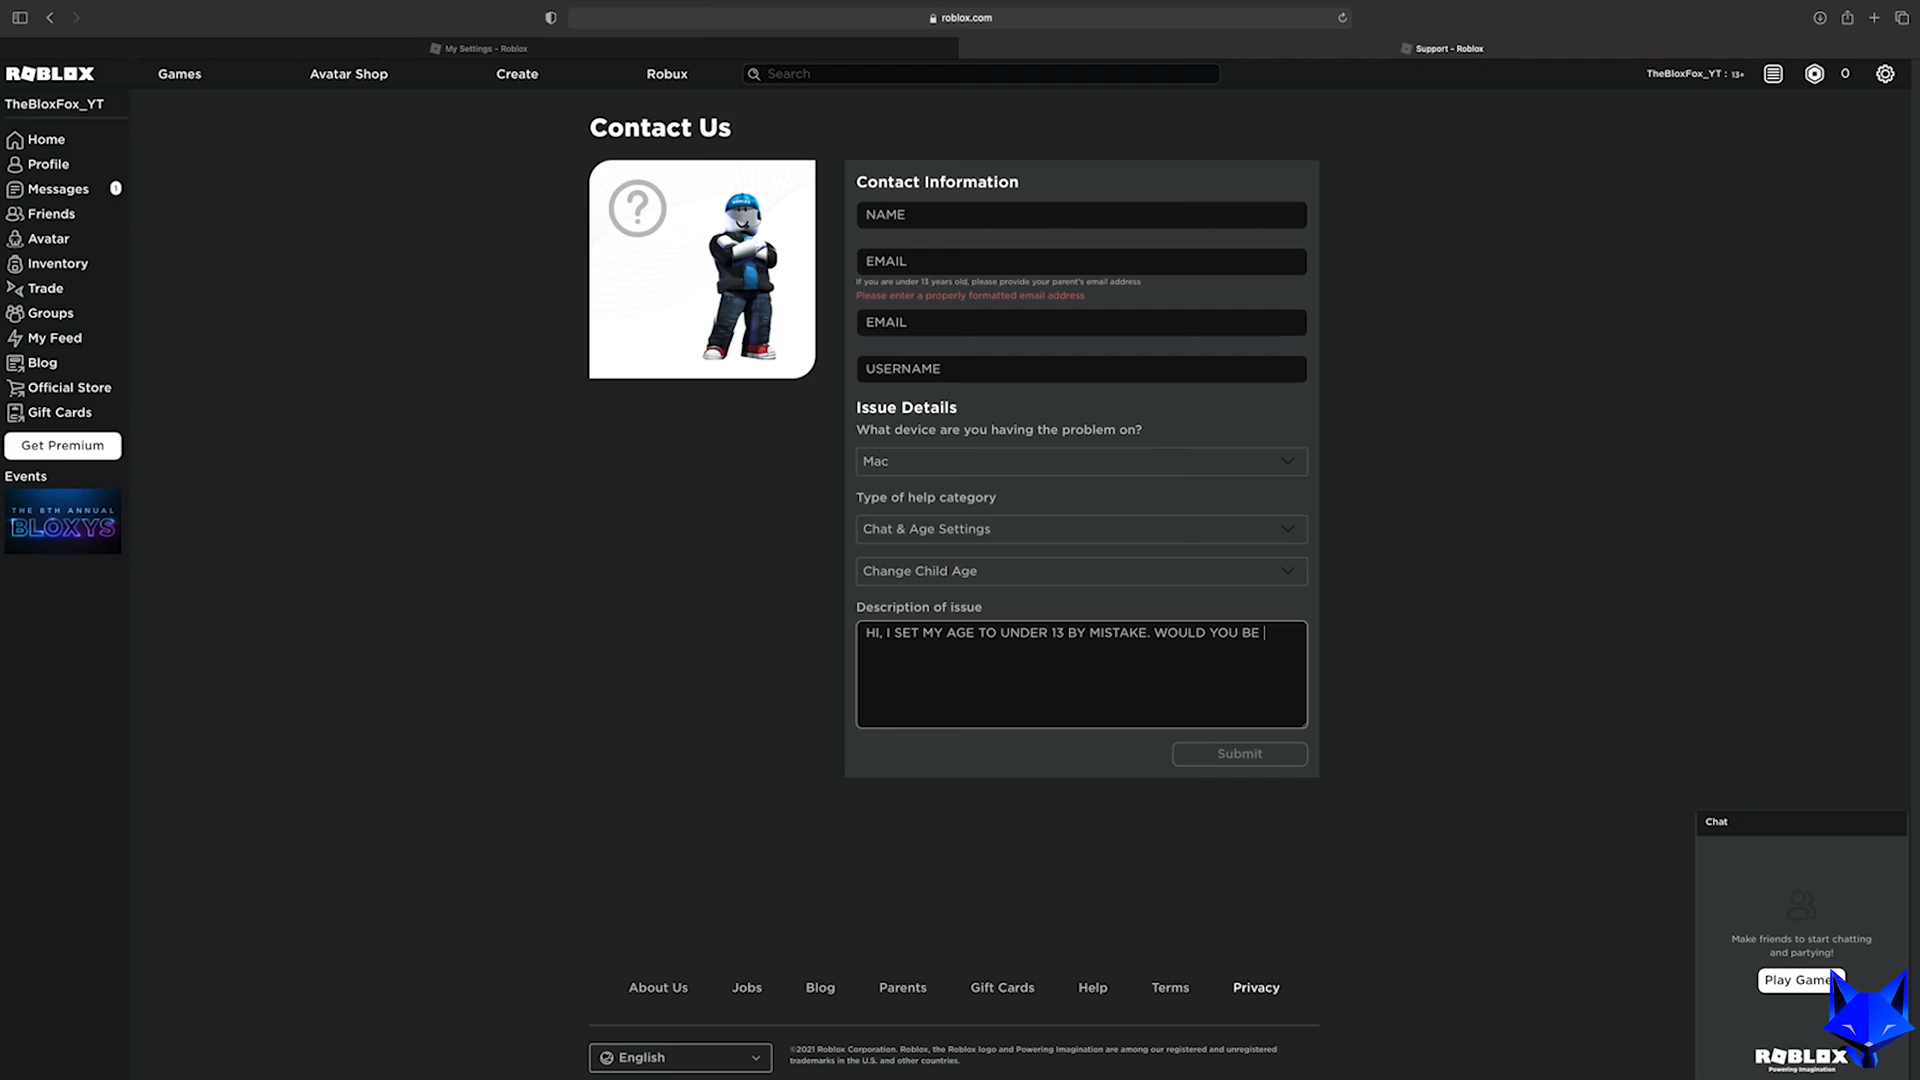 roblox.com
My Settings - Roblox
Support - Roblox
ROBLOX
Games
Avatar Shop
Create
Robux
Search
TheBloxFox_YT : 13+
0
TheBloxFox_YT
Home
Profile
Messages
1
Friends
Avatar
Inventory
Trade
Groups
My Feed
Blog
Official Store
Gift Cards
Get Premium
Events
THE 8TH ANNUAL
BLOXYS
Contact Us
Contact Information
NAME
EMAIL
If you are under 13 years old, please provide your parent's email address
Please enter a properly formatted email address
EMAIL
USERNAME
Issue Details
What device are you having the problem on?
Mac
Type of help category
Chat & Age Settings
Change Child Age
Description of issue
HI, I SET MY AGE TO UNDER 13 BY MISTAKE. WOULD YOU BE
Submit
Chat
Make friends to start chatting
and partying!
Play Game
About Us
Jobs
Blog
Parents
Gift Cards
Help
Terms
Privacy
English
©2021 Roblox Corporation. Roblox, the Roblox logo and Powering Imagination are among our registered and unregistered
trademarks in the U.S. and other countries.
ROBLOX
Powering Imagination